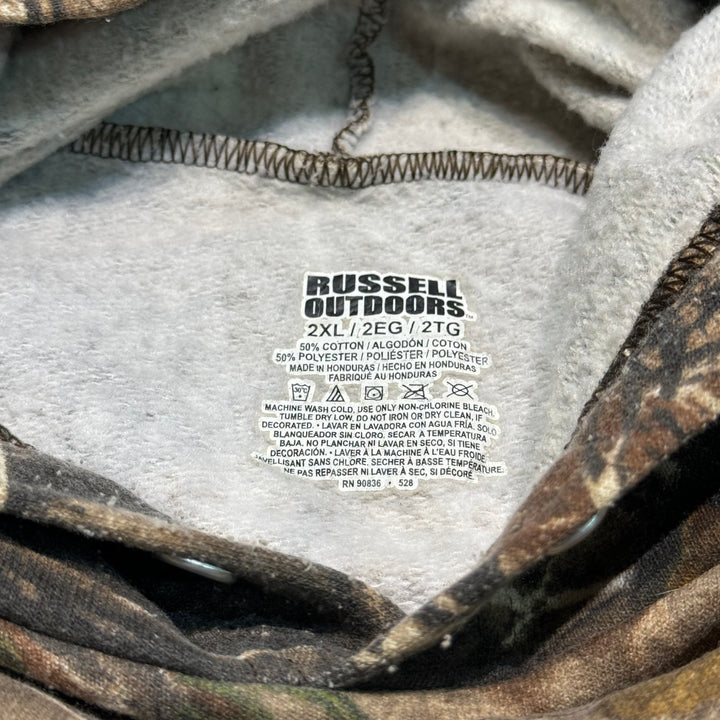 RUSSELL
OUTDOORS™
2XL / 2EG / 2TG
50% COTTON / ALGODÓN / COTON
50% POLYESTER / POLIÉSTER / POLYESTER
MADE IN HONDURAS / HECHO EN HONDURAS
FABRIQUÉ AU HONDURAS
30°C
MACHINE WASH COLD, USE ONLY NON-CHLORINE BLEACH.
TUMBLE DRY LOW. DO NOT IRON OR DRY CLEAN, IF
DECORATED. • LAVAR EN LAVADORA CON AGUA FRÍA, SOLO
BLANQUEADOR SIN CLORO. SECAR A TEMPERATURA
BAJA. NO PLANCHAR NI LAVAR EN SECO, SI TIENE
DECORACIÓN. • LAVER À LA MACHINE À L'EAU FROIDE
JAVELLISANT SANS CHLORE. SECHER À BASSE TEMPÉRATURE.
NE PAS REPASSER NI LAVER À SEC, SI DÉCORÉ.
RN 90836 • 528